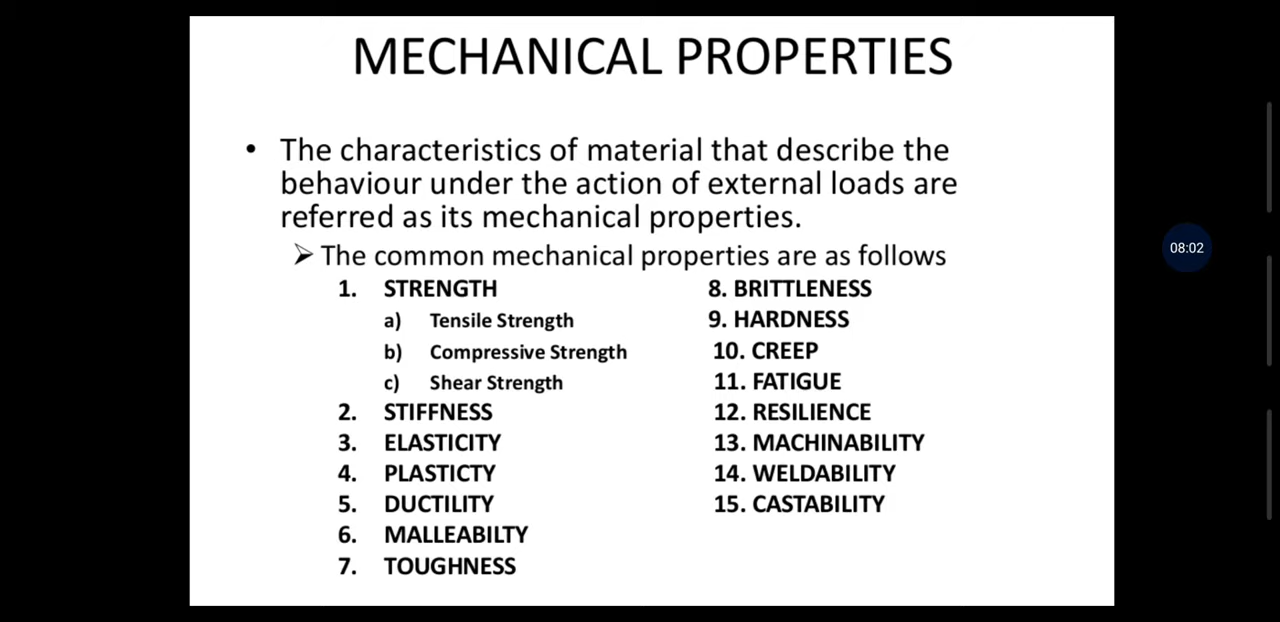 MECHANICAL PROPERTIES
• The characteristics of material that describe the
behaviour under the action of external loads are
referred as its mechanical properties.
➢ The common mechanical properties are as follows
1. STRENGTH
a) Tensile Strength
b) Compressive Strength
c) Shear Strength
2. STIFFNESS
3. ELASTICITY
4. PLASTICTY
5. DUCTILITY
6. MALLEABILTY
7. TOUGHNESS
8. BRITTLENESS
9. HARDNESS
10. CREEP
11. FATIGUE
12. RESILIENCE
13. MACHINABILITY
14. WELDABILITY
15. CASTABILITY
08:02